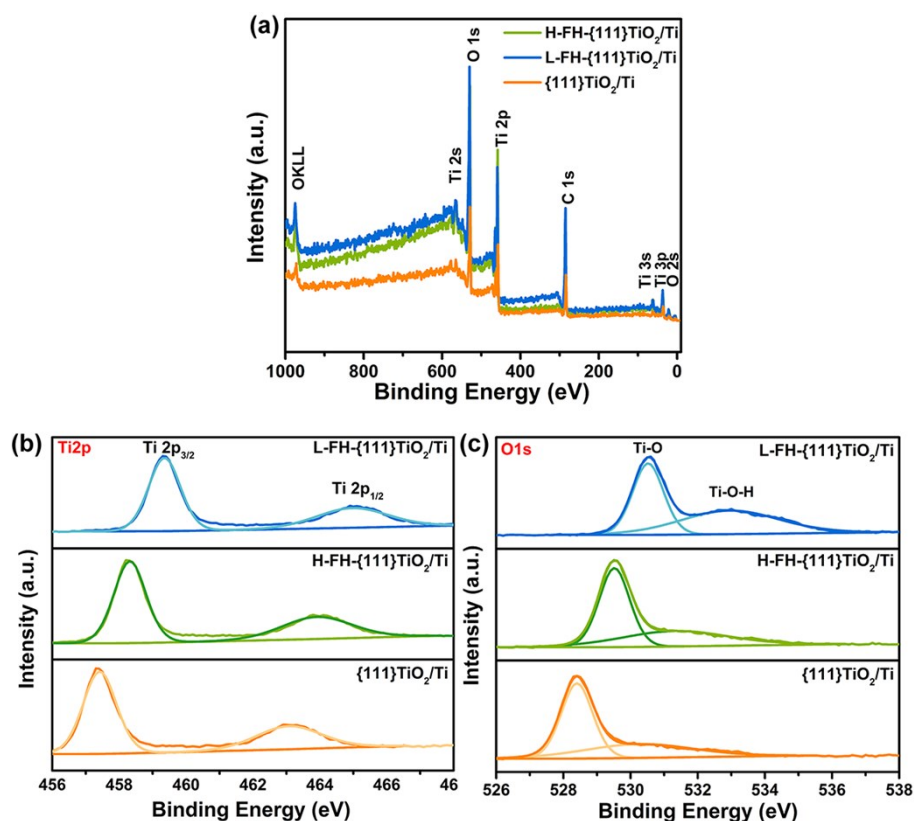 (a)
H-FH-{111}TiO₂/Ti
L-FH-{111}TiO₂/Ti
{111}TiO₂/Ti
O 1s
Ti 2p
Ti 2s
OKLL
C 1s
Ti 3s
Ti 3p
O 2s
Intensity (a.u.)
1000 800 600 400 200 0
Binding Energy (eV)
(b)
Ti2p
Ti 2p₃/₂
L-FH-{111}TiO₂/Ti
Ti 2p₁/₂
H-FH-{111}TiO₂/Ti
{111}TiO₂/Ti
Intensity (a.u.)
456 458 460 462 464 46
Binding Energy (eV)
(c)
O1s
Ti-O
L-FH-{111}TiO₂/Ti
Ti-O-H
H-FH-{111}TiO₂/Ti
{111}TiO₂/Ti
Intensity (a.u.)
526 528 530 532 534 536 538
Binding Energy (eV)